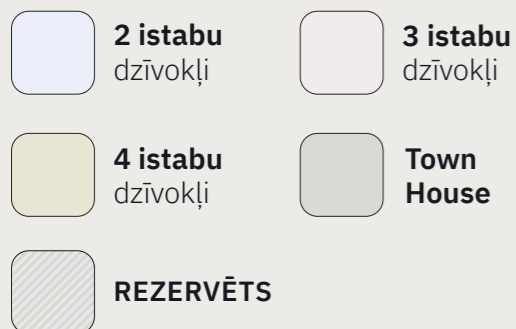 2 istabu
dzīvokļi
3 istabu
dzīvokļi
4 istabu
dzīvokļi
Town
House
REZERVĒTS